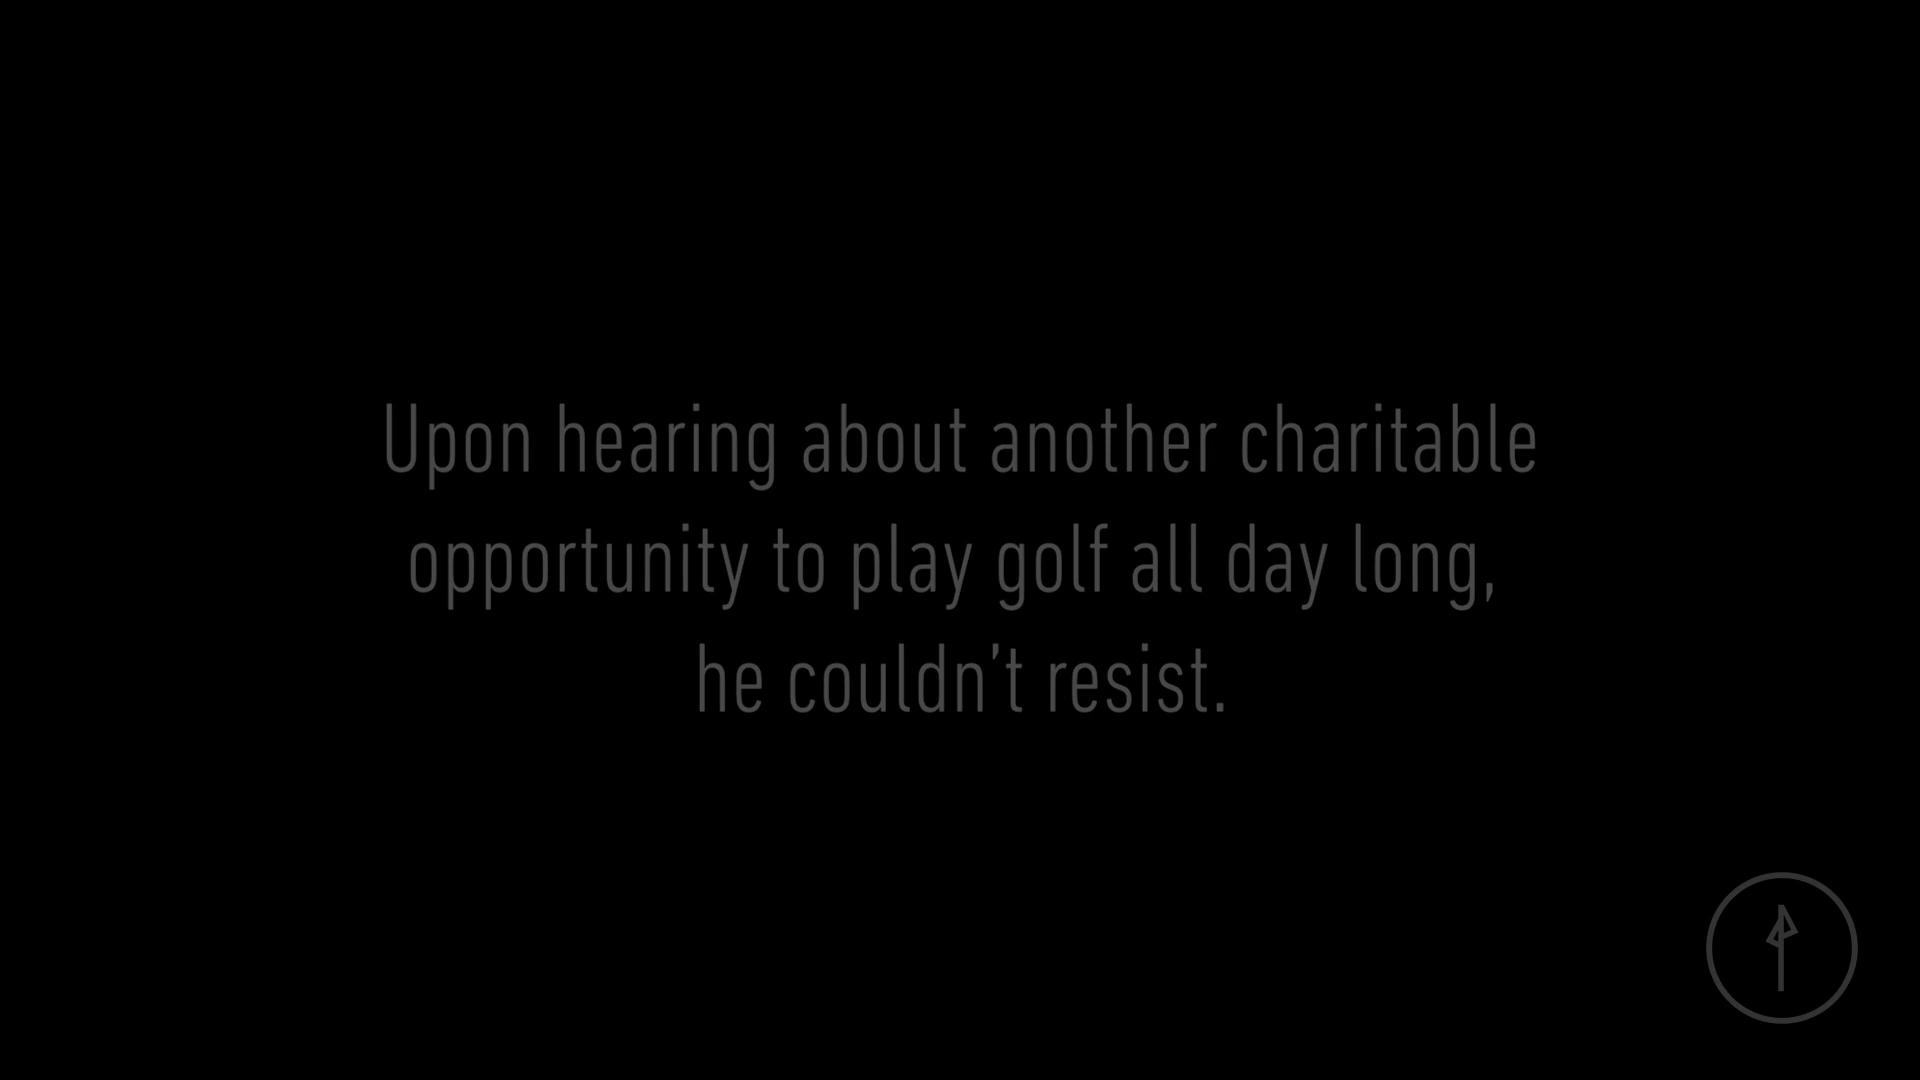 Upon hearing about another charitable
opportunity to play golf all day long,
he couldn’t resist.